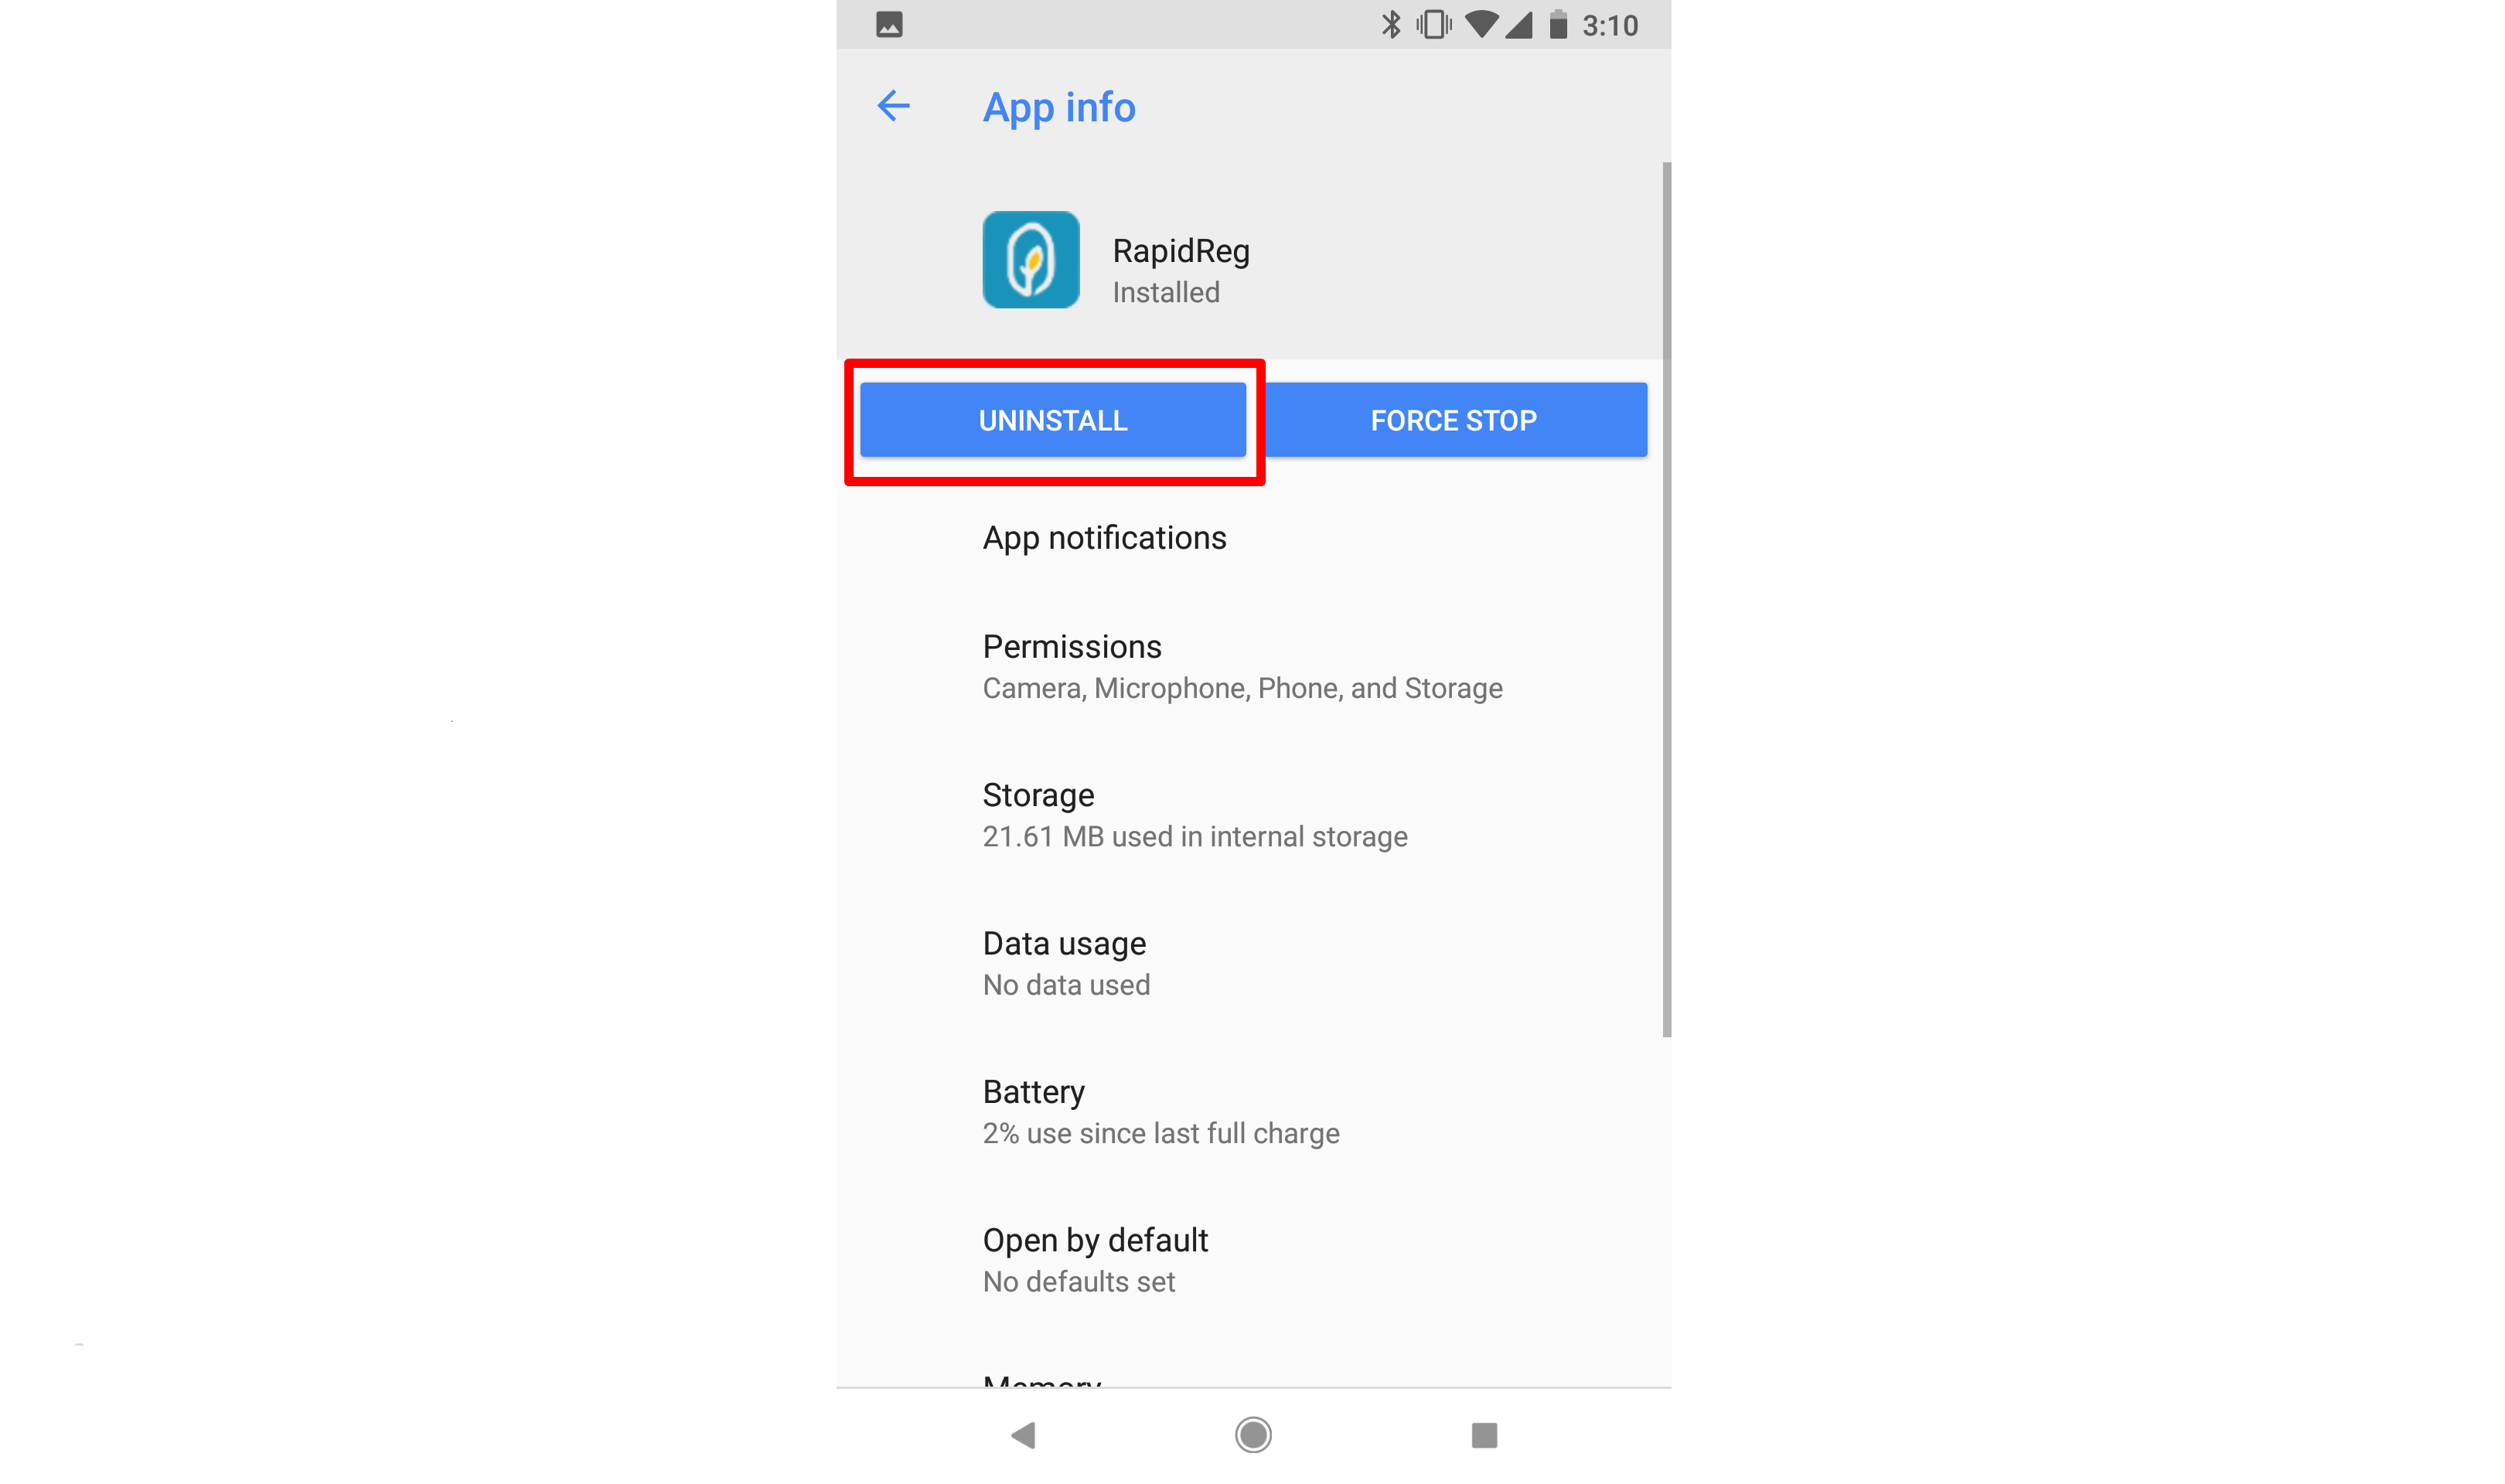 3:10
App info
RapidReg
Installed
UNINSTALL
FORCE STOP
App notifications
Permissions
Camera, Microphone, Phone, and Storage
Storage
21.61 MB used in internal storage
Data usage
No data used
Battery
2% use since last full charge
Open by default
No defaults set
Memory